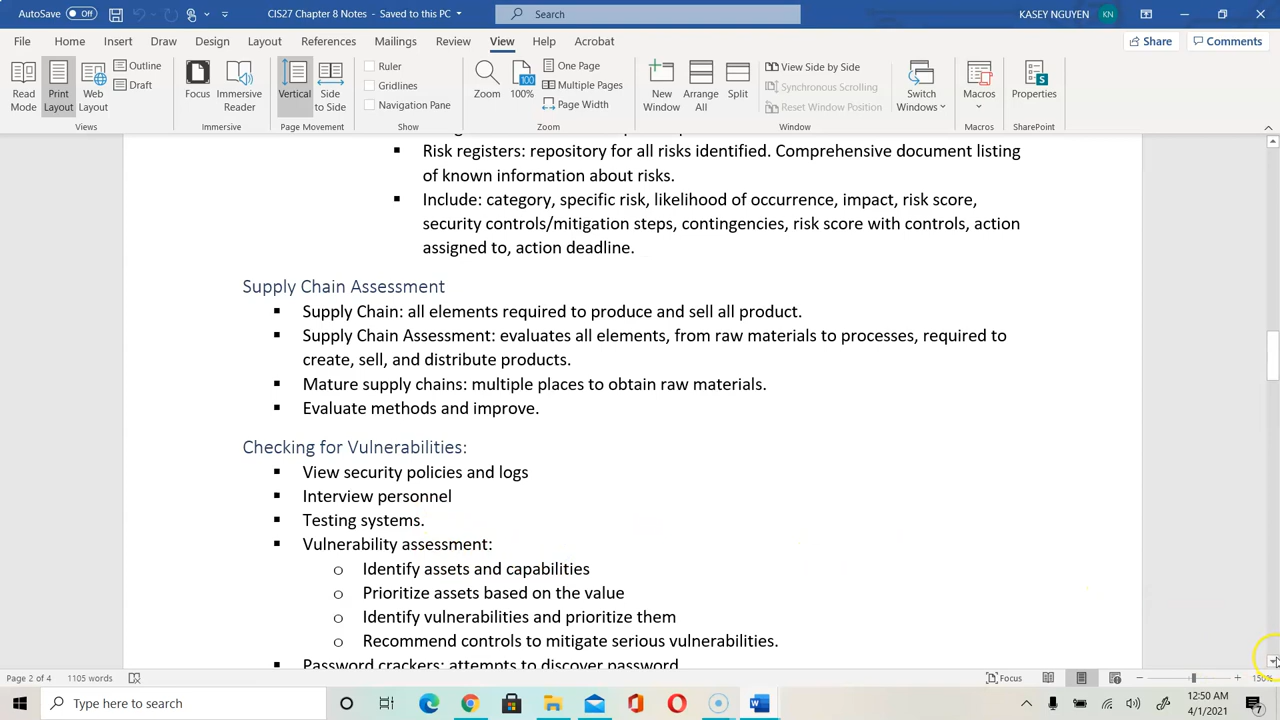 AutoSave Off
CIS27 Chapter 8 Notes - Compatibility Mode
Search
KASEY NGUYEN KN
File Home Insert Draw Design Layout References Mailings Review View Help Acrobat
Share Comments
Read Mode
Print Layout
Web Layout
Outline
Draft
Views
Focus
Immersive Reader
Immersive
Vertical
Side to Side
Page Movement
Ruler
Gridlines
Navigation Pane
Show
Zoom
100
100%
One Page
Multiple Pages
Page Width
Zoom
New Window
Arrange All
Split
View Side by Side
Synchronous Scrolling
Reset Window Position
Window
Switch Windows
Macros
Macros
Properties
SharePoint
Risk registers: repository for all risks identified. Comprehensive document listing
of known information about risks.
Include: category, specific risk, likelihood of occurrence, impact, risk score,
security controls/mitigation steps, contingencies, risk score with controls, action
assigned to, action deadline.
Supply Chain Assessment
Supply Chain: all elements required to produce and sell all product.
Supply Chain Assessment: evaluates all elements, from raw materials to processes, required to
create, sell, and distribute products.
Mature supply chains: multiple places to obtain raw materials.
Evaluate methods and improve.
Checking for Vulnerabilities:
View security policies and logs
Interview personnel
Testing systems.
Vulnerability assessment:
Identify assets and capabilities
Prioritize assets based on the value
Identify vulnerabilities and prioritize them
Recommend controls to mitigate serious vulnerabilities.
Password crackers: attempts to discover password
Page 2 of 4 1105 words
Focus
150%
Type here to search
12:50 AM
4/1/2021
7